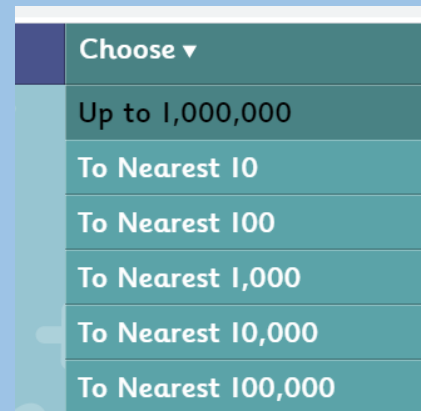 Choose ▾
Up to 1,000,000
To Nearest 10
To Nearest 100
To Nearest 1,000
To Nearest 10,000
To Nearest 100,000